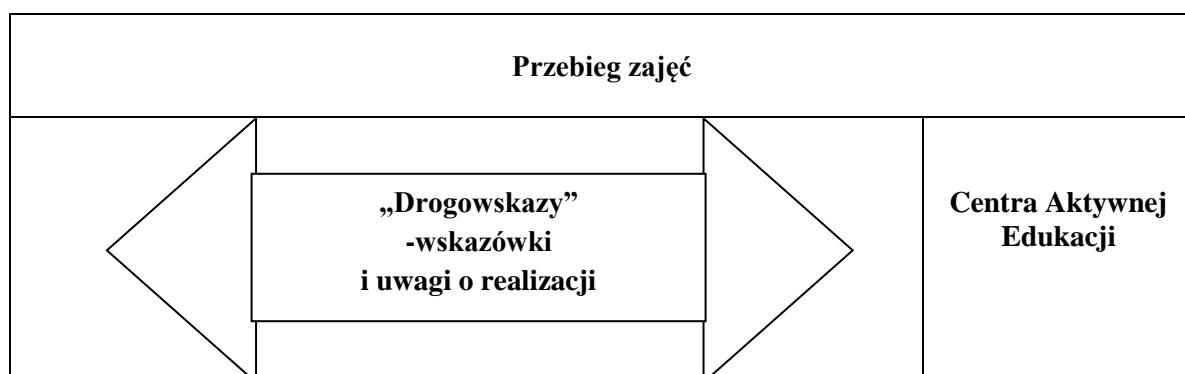 Przebieg zajęć
„Drogowskazy”
-wskazówki
i uwagi o realizacji
Centra Aktywnej
Edukacji